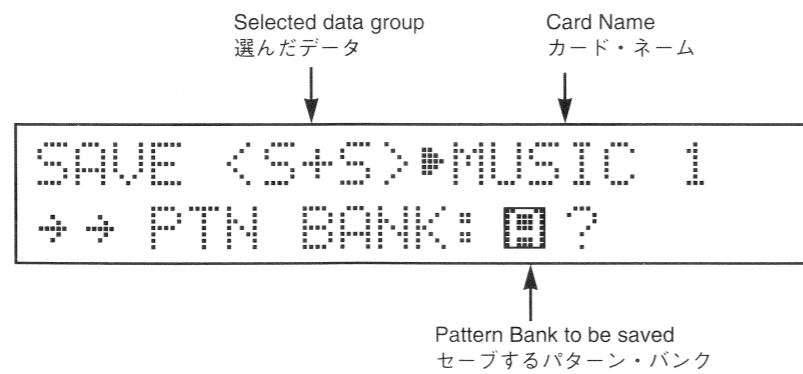 Selected data group
選んだデータ
Card Name
カード・ネーム
SAVE <S+S>▶MUSIC 1
→→ PTN BANK: A ?
Pattern Bank to be saved
セーブするパターン・バンク